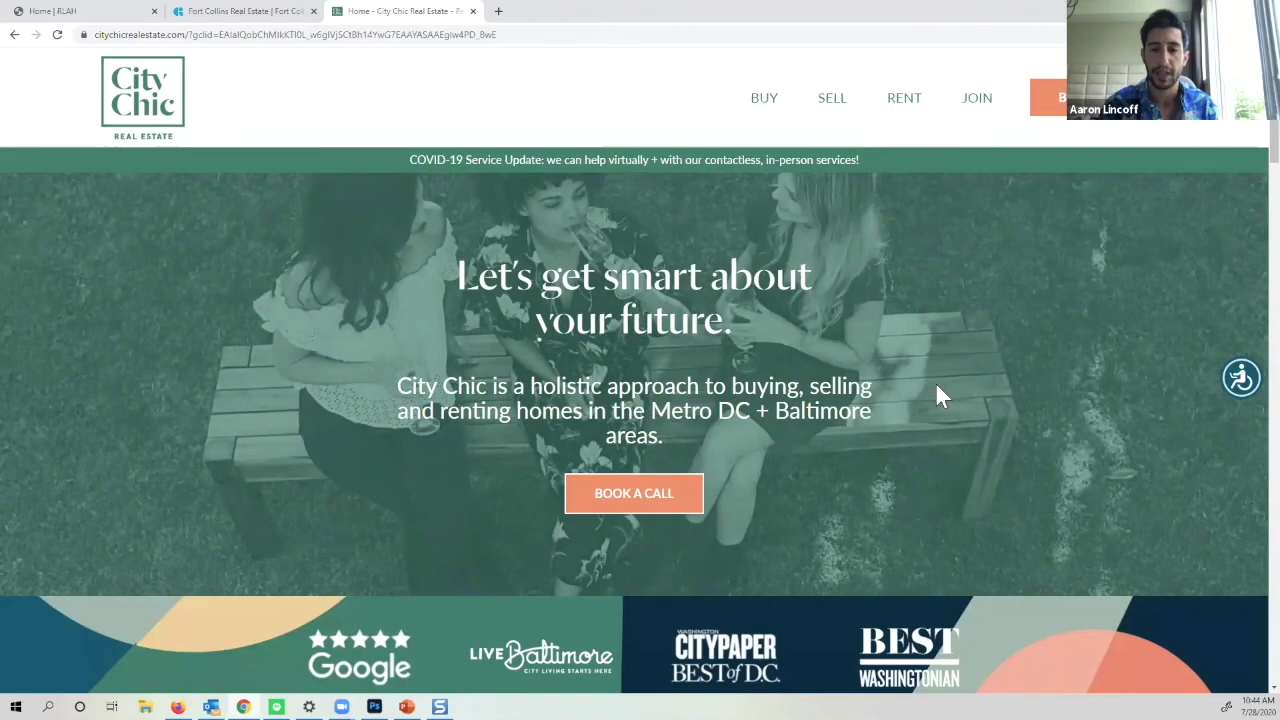 Home | RLAH
Fort Collins Real Estate | Fort Col
Home - City Chic Real Estate - Re
citychicrealestate.com/?gclid=EAIaIQobChMIkKTI0L_w6gIVjSCtBh14YwG7EAAYASAAEgIw4PD_BwE
City
Chic
REAL ESTATE
BUY SELL RENT JOIN B
Aaron Lincoff
COVID-19 Service Update: we can help virtually + with our contactless, in-person services!
Let's get smart about
your future.
City Chic is a holistic approach to buying, selling
and renting homes in the Metro DC + Baltimore
areas.
BOOK A CALL
Google
LIVE Baltimore
CITY LIVING STARTS HERE
WASHINGTON
CITYPAPER
BEST of D.C.
BEST
WASHINGTONIAN
10:44 AM
7/28/2020